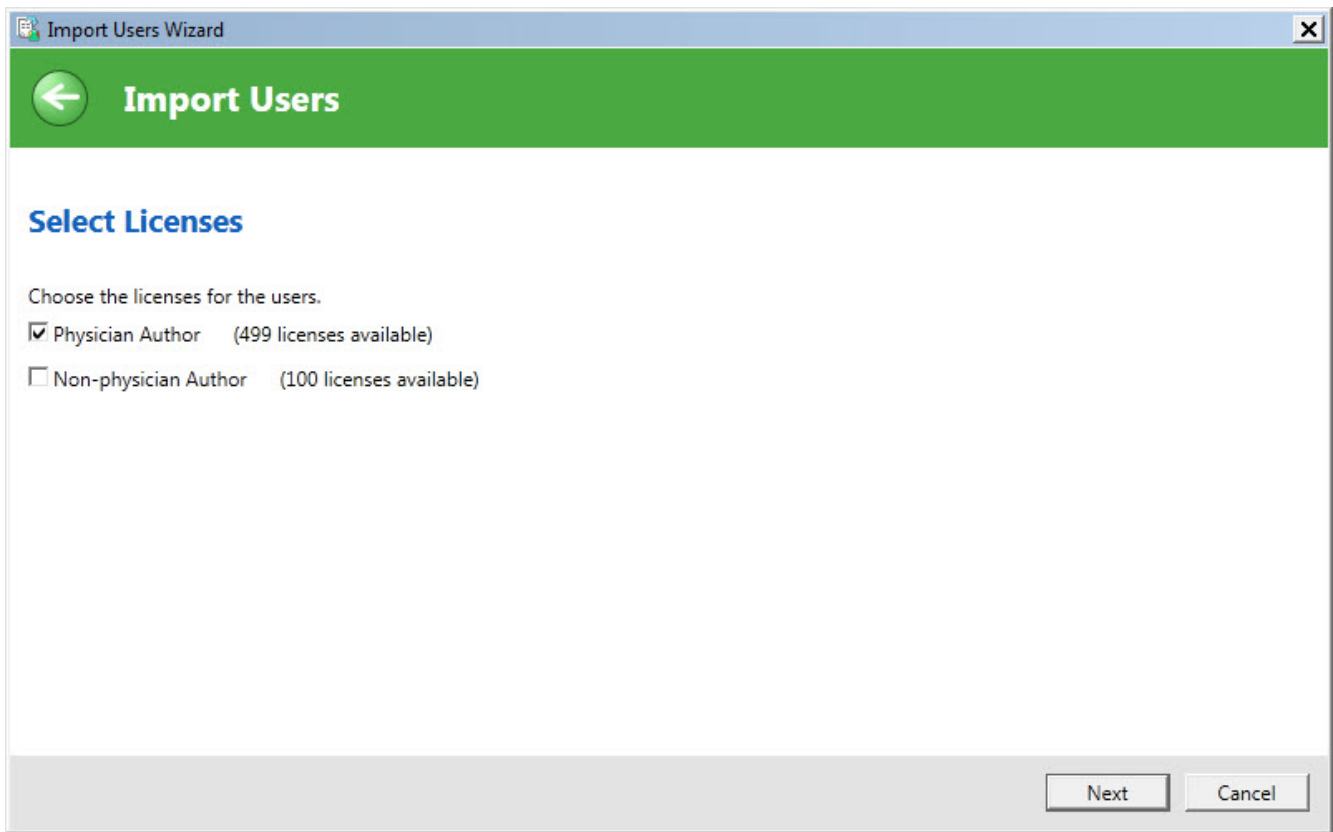 Import Users Wizard
Import Users
Select Licenses
Choose the licenses for the users.
Physician Author (499 licenses available)
Non-physician Author (100 licenses available)
Next Cancel